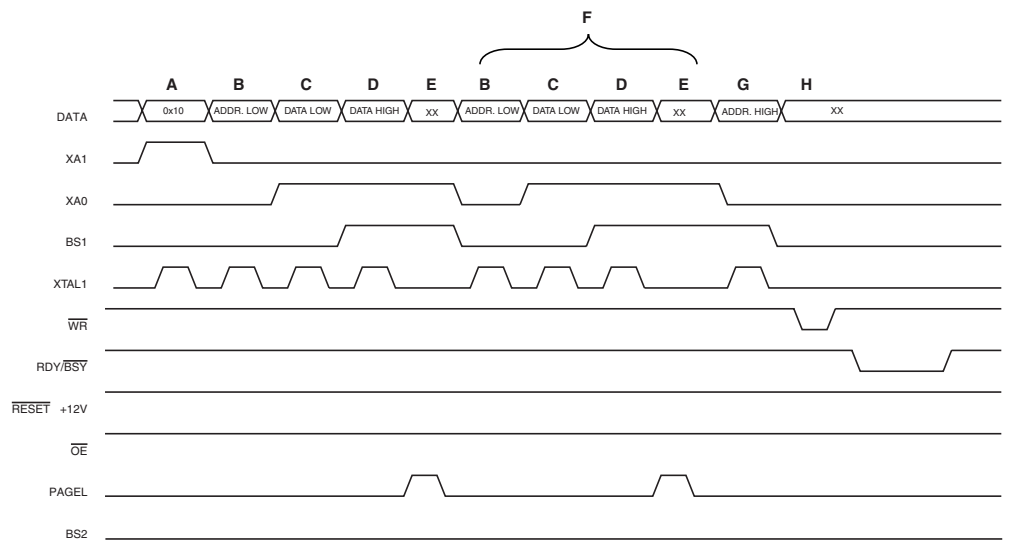 F
A B C D E B C D E G H
DATA 0x10 ADDR. LOW DATA LOW DATA HIGH XX ADDR. LOW DATA LOW DATA HIGH XX ADDR. HIGH XX
XA1
XA0
BS1
XTAL1
WR
RDY/BSY
RESET +12V
OE
PAGEL
BS2